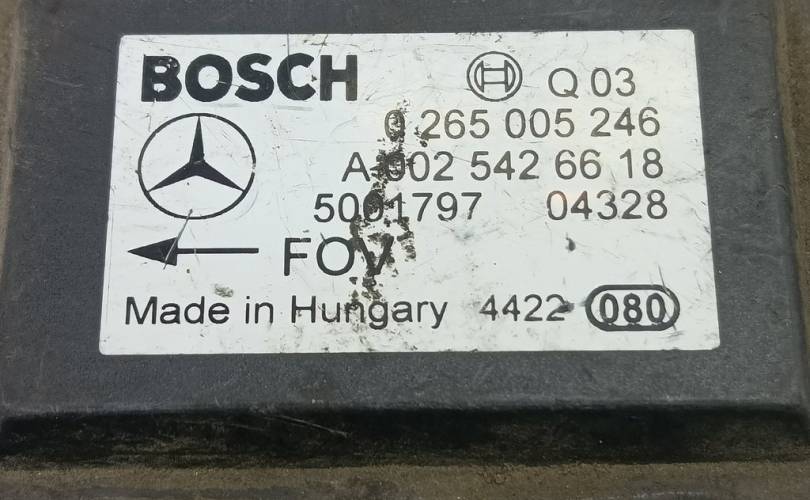 BOSCH Q 03
0 265 005 246
A 002 542 66 18
5001797 04328
FOV
Made in Hungary 4422 080